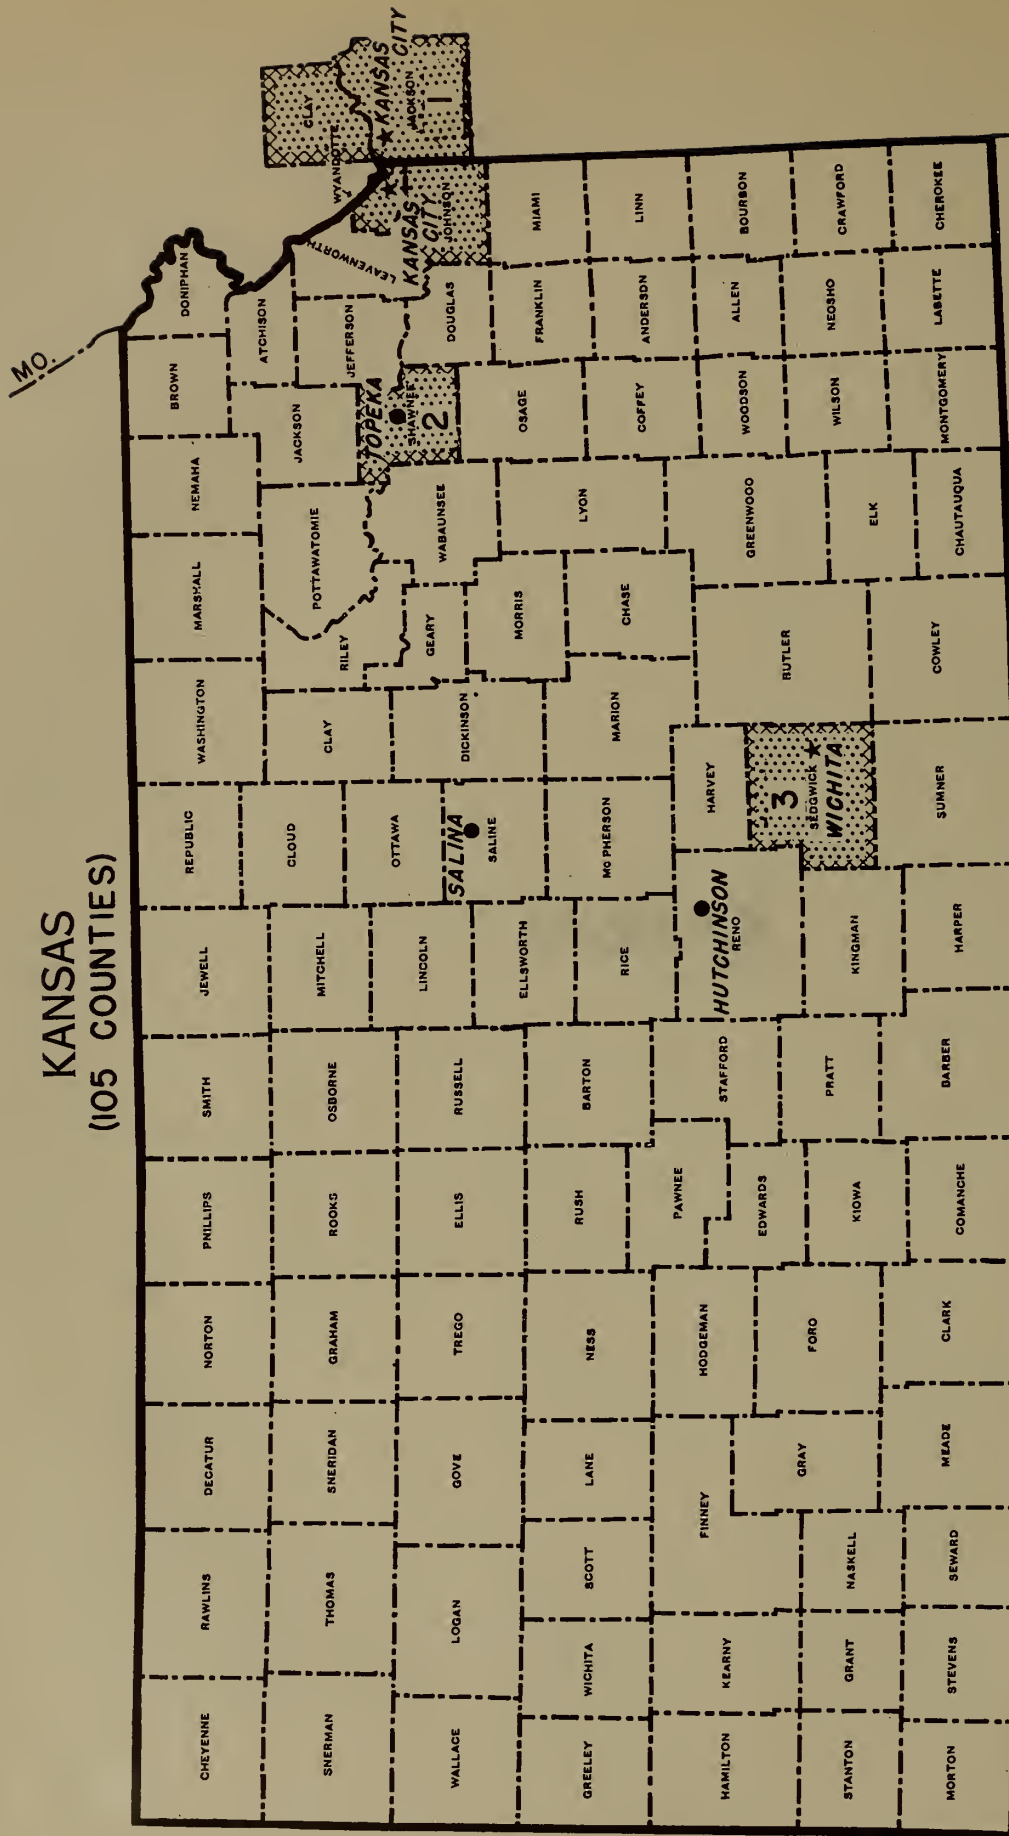 KANSAS
(105 COUNTIES)
MO.
CHEYENNE
RAWLINS
DECATUR
NORTON
PNILLIPS
SMITH
JEWELL
REPUBLIC
WASHINGTON
MARSHALL
NEMAHA
BROWN
DONIPHAN
SNERMAN
THOMAS
SNERIDAN
GRAHAM
ROOKS
OSBORNE
MITCHELL
CLOUD
CLAY
RILEY
POTTAWATOMIE
JACKSON
ATCHISON
JEFFERSON
LEAVENWORTH
WYANDOTTE
CLAY
WALLACE
LOGAN
GOVE
TREGO
ELLIS
RUSSELL
LINCOLN
OTTAWA
DICKINSON
GEARY
WABAUNSEE
TOPEKA
SHAWNEE
2
DOUGLAS
KANSAS
CITY
JOHNSON
KANSAS
CITY
JACKSON
1
SALINA
SALINE
ELLSWORTH
GREELEY
WICHITA
SCOTT
LANE
NESS
RUSH
BARTON
RICE
MC PHERSON
MARION
MORRIS
CHASE
LYON
OSAGE
FRANKLIN
MIAMI
COFFEY
ANDERSON
LINN
HAMILTON
KEARNY
FINNEY
HODGEMAN
PAWNEE
STAFFORD
HUTCHINSON
RENO
HARVEY
BUTLER
GREENWOOO
WOODSON
ALLEN
BOURBON
GRAY
FORO
EDWARDS
PRATT
KINGMAN
3
SEDGWICK
WICHITA
ELK
WILSON
NEOSHO
CRAWFORD
STANTON
GRANT
NASKELL
KIOWA
MORTON
STEVENS
SEWARD
MEADE
CLARK
COMANCHE
BARBER
HARPER
SUMNER
COWLEY
CHAUTAUQUA
MONTGOMERY
LABETTE
CHEROKEE